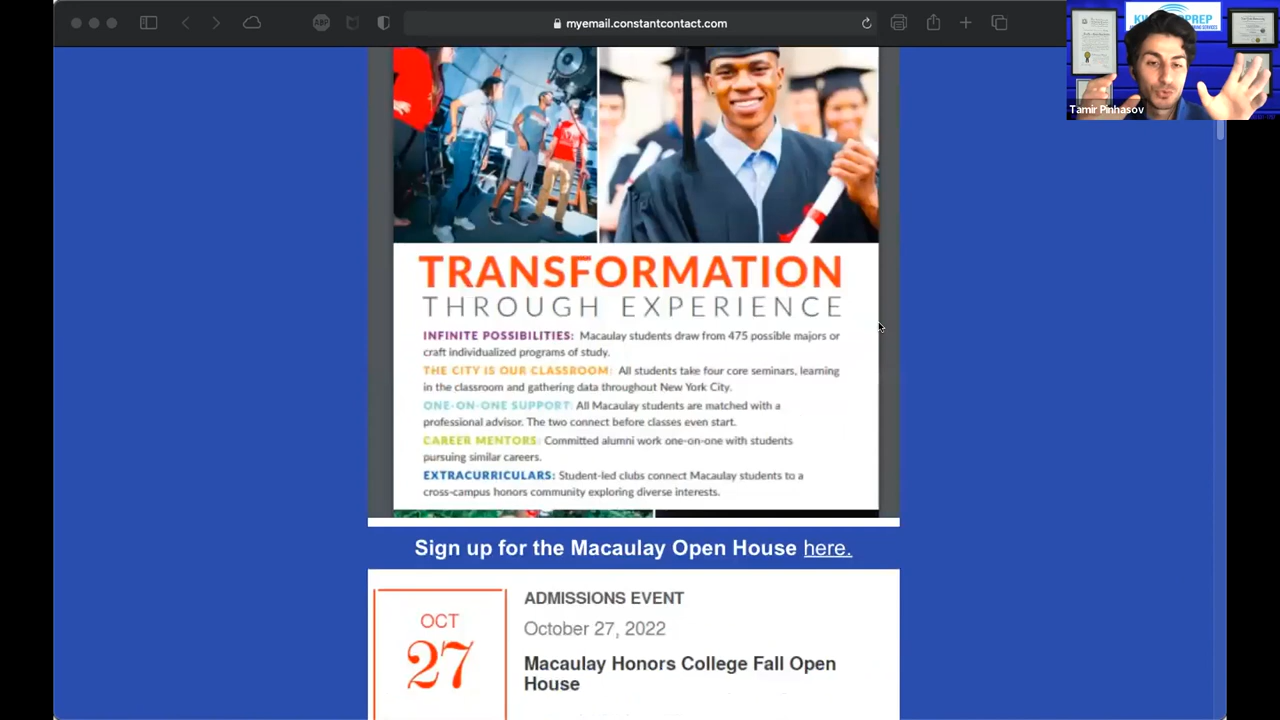 myemail.constantcontact.com
ABP
Tamir Pinhasov
TRANSFORMATION
THROUGH EXPERIENCE
INFINITE POSSIBILITIES: Macaulay students draw from 475 possible majors or
craft individualized programs of study.
THE CITY IS OUR CLASSROOM: All students take four core seminars, learning
in the classroom and gathering data throughout New York City.
ONE-ON-ONE SUPPORT: All Macaulay students are matched with a
professional advisor. The two connect before classes even start.
CAREER MENTORS: Committed alumni work one-on-one with students
pursuing similar careers.
EXTRACURRICULARS: Student-led clubs connect Macaulay students to a
cross-campus honors community exploring diverse interests.
Sign up for the Macaulay Open House here.
OCT
27
ADMISSIONS EVENT
October 27, 2022
Macaulay Honors College Fall Open
House